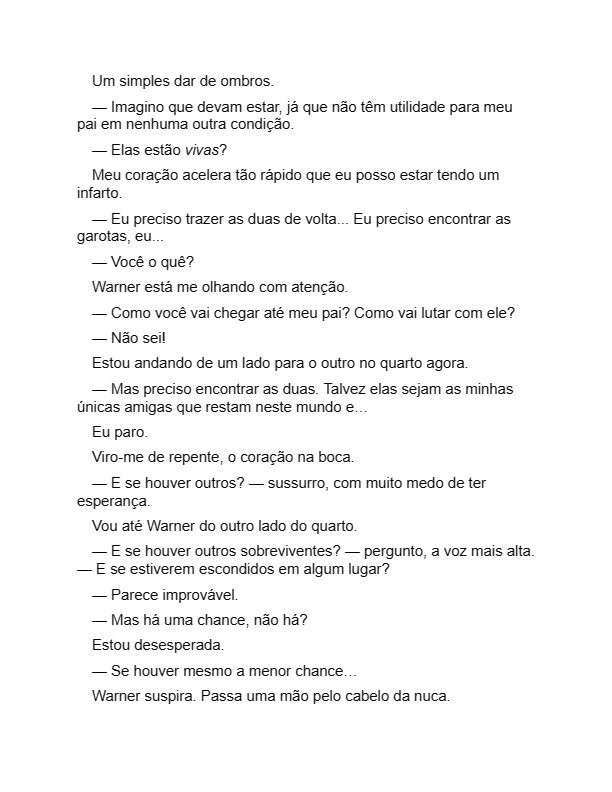 Um simples dar de ombros.
— Imagino que devam estar, já que não têm utilidade para meu
pai em nenhuma outra condição.
— Elas estão vivas?
Meu coração acelera tão rápido que eu posso estar tendo um
infarto.
— Eu preciso trazer as duas de volta... Eu preciso encontrar as
garotas, eu...
— Você o quê?
Warner está me olhando com atenção.
— Como você vai chegar até meu pai? Como vai lutar com ele?
— Não sei!
Estou andando de um lado para o outro no quarto agora.
— Mas preciso encontrar as duas. Talvez elas sejam as minhas
únicas amigas que restam neste mundo e…
Eu paro.
Viro-me de repente, o coração na boca.
— E se houver outros? — sussurro, com muito medo de ter
esperança.
Vou até Warner do outro lado do quarto.
— E se houver outros sobreviventes? — pergunto, a voz mais alta.
— E se estiverem escondidos em algum lugar?
— Parece improvável.
— Mas há uma chance, não há?
Estou desesperada.
— Se houver mesmo a menor chance…
Warner suspira. Passa uma mão pelo cabelo da nuca.